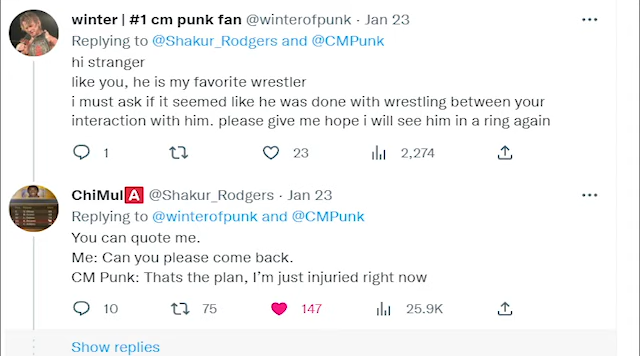 winter | #1 cm punk fan @winterofpunk · Jan 23
Replying to @Shakur_Rodgers and @CMPunk
hi stranger
like you, he is my favorite wrestler
i must ask if it seemed like he was done with wrestling between your
interaction with him. please give me hope i will see him in a ring again
1 23 2,274
ChiMul🅰 @Shakur_Rodgers · Jan 23
Replying to @winterofpunk and @CMPunk
You can quote me.
Me: Can you please come back.
CM Punk: Thats the plan, I'm just injuried right now
10 75 147 25.9K
Show replies